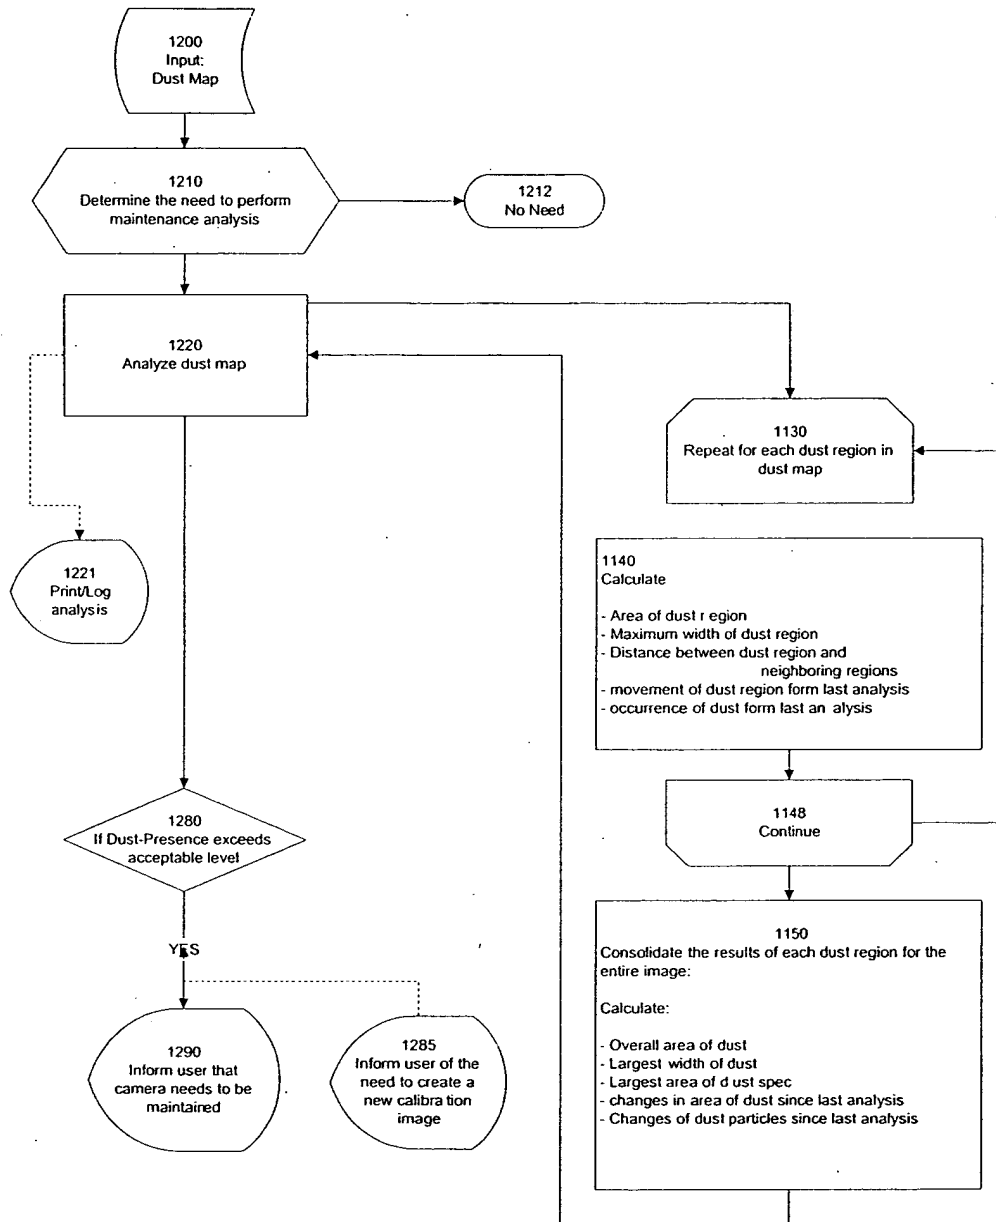 1200
Input:
Dust Map
1210
Determine the need to perform
maintenance analysis
1212
No Need
1220
Analyze dust map
1221
Print/Log
analysis
1130
Repeat for each dust region in
dust map
1140
Calculate
- Area of dust r egion
- Maximum width of dust region
- Distance between dust region and
neighboring regions
- movement of dust region form last analysis
- occurrence of dust form last an alysis
1148
Continue
1150
Consolidate the results of each dust region for the
entire image:
Calculate:
- Overall area of dust
- Largest width of dust
- Largest area of d ust spec
- changes in area of dust since last analysis
- Changes of dust particles since last analysis
1280
If Dust-Presence exceeds
acceptable level
YES
1290
Inform user that
camera needs to be
maintained
1285
Inform user of the
need to create a
new calibration
image